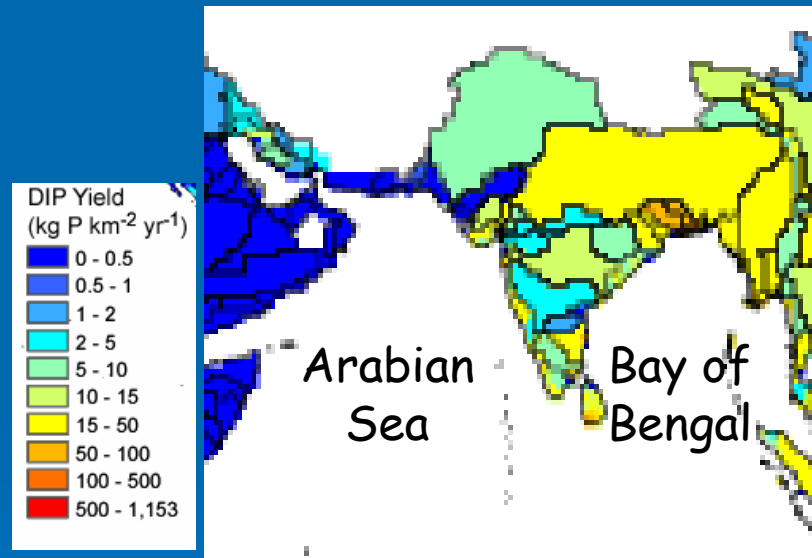 DIP Yield
(kg P km-2 yr-1)
0 - 0.5
0.5 - 1
1 - 2
2 - 5
5 - 10
10 - 15
15 - 50
50 - 100
100 - 500
500 - 1,153
Arabian
Sea
Bay of
Bengal